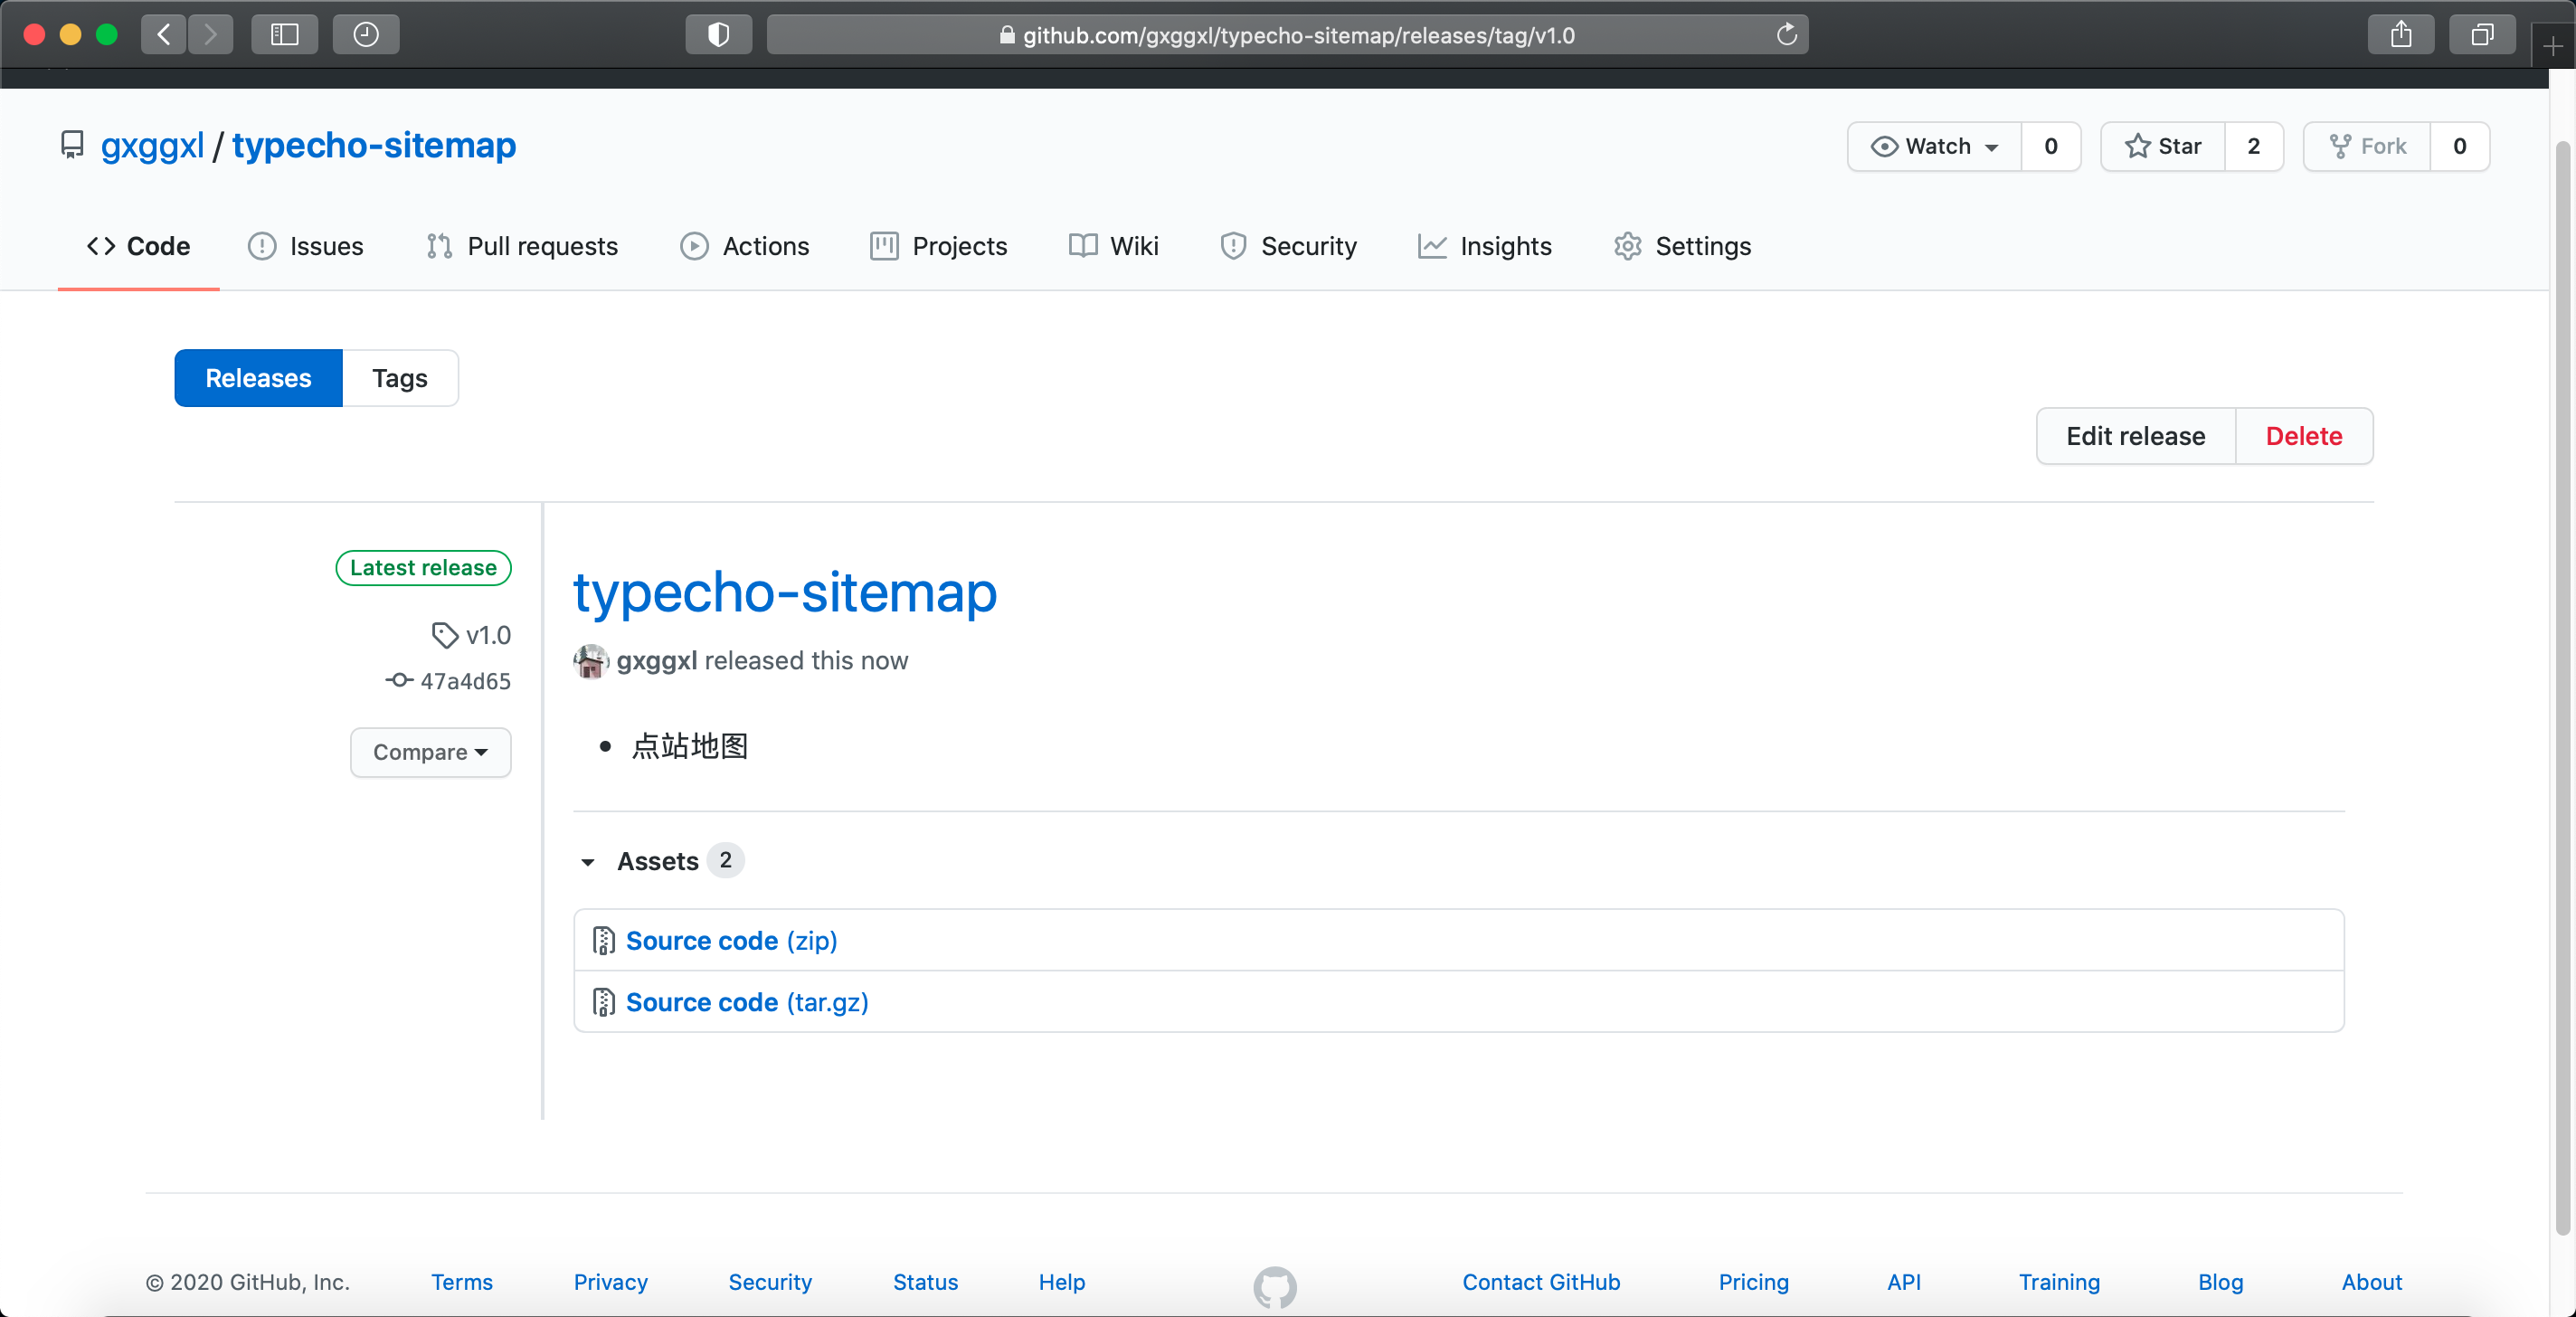 github.com/gxggxl/typecho-sitemap/releases/tag/v1.0
gxggxl / typecho-sitemap
Watch 0 Star 2 Fork 0
Code Issues Pull requests Actions Projects Wiki Security Insights Settings
Releases Tags
Edit release Delete
Latest release
v1.0
47a4d65
Compare
typecho-sitemap
gxggxl released this now
点站地图
Assets 2
Source code (zip)
Source code (tar.gz)
© 2020 GitHub, Inc. Terms Privacy Security Status Help Contact GitHub Pricing API Training Blog About